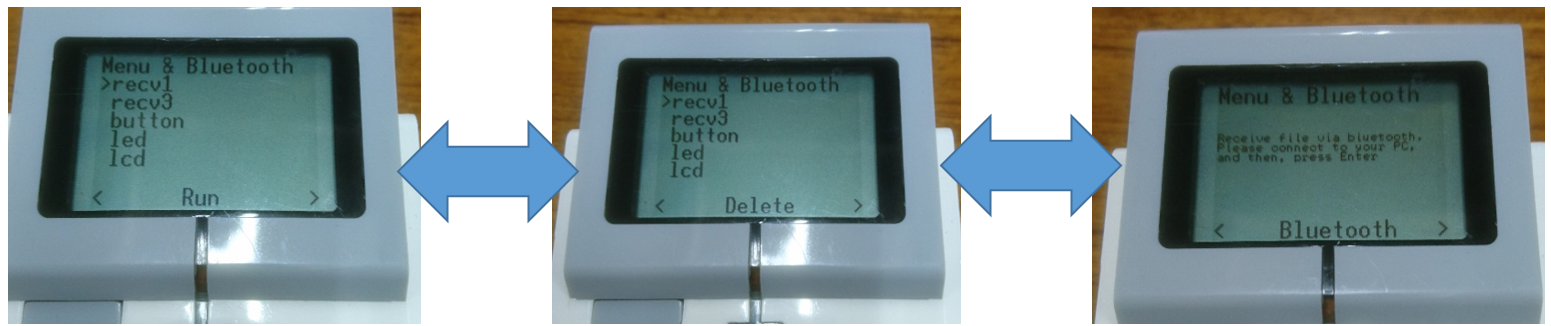 Menu & Bluetooth
>recv1
recv3
button
led
lcd
< Run >
Menu & Bluetooth
>recv1
recv3
button
led
lcd
< Delete >
Menu & Bluetooth
Receive file via bluetooth.
Please connect to your PC,
and then, press Enter
< Bluetooth >